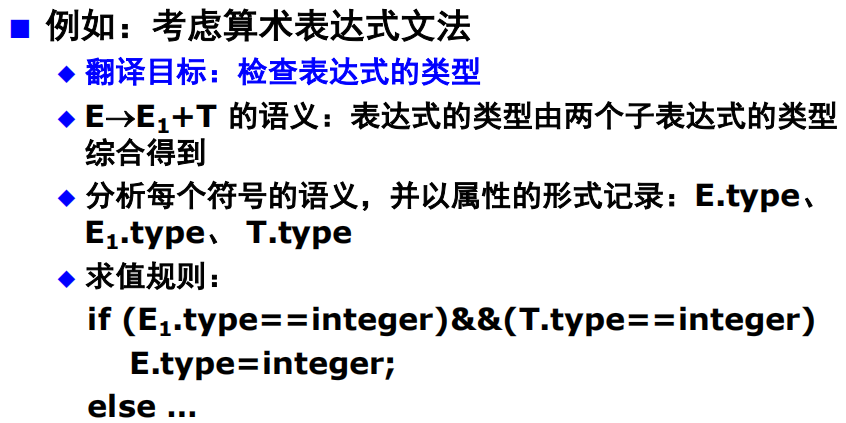 ■ 例如：考虑算术表达式文法
◆ 翻译目标：检查表达式的类型
◆ E→E₁+T 的语义：表达式的类型由两个子表达式的类型
综合得到
◆ 分析每个符号的语义，并以属性的形式记录：E.type、
E₁.type、 T.type
◆ 求值规则：
if (E₁.type==integer)&&(T.type==integer)
E.type=integer;
else ...